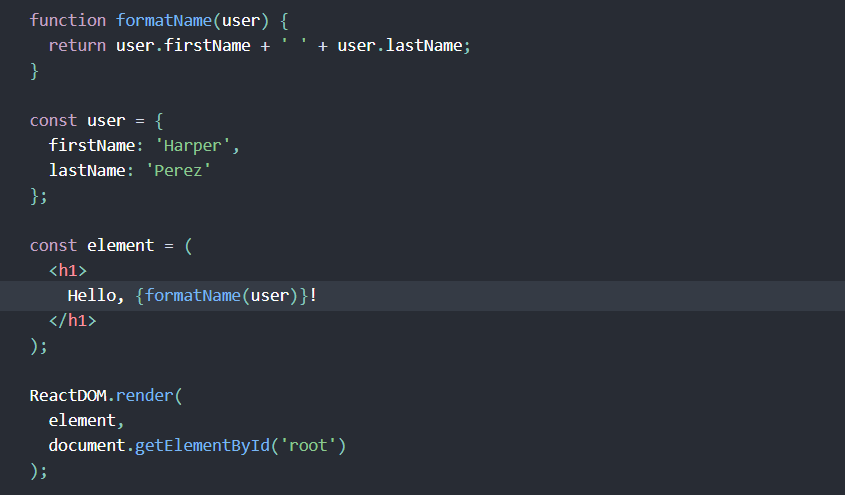 function formatName(user) {
  return user.firstName + ' ' + user.lastName;
}

const user = {
  firstName: 'Harper',
  lastName: 'Perez'
};

const element = (
  <h1>
    Hello, {formatName(user)}!
  </h1>
);

ReactDOM.render(
  element,
  document.getElementById('root')
);